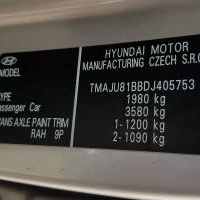 HYUNDAI MOTOR
MANUFACTURING CZECH S.R.O
MODEL
TMAJU81BBDJ405753
TYPE
1980 kg
Passenger Car
3580 kg
TRANS AXLE PAINT TRIM
1-1200 kg
RAH 9P
2-1090 kg